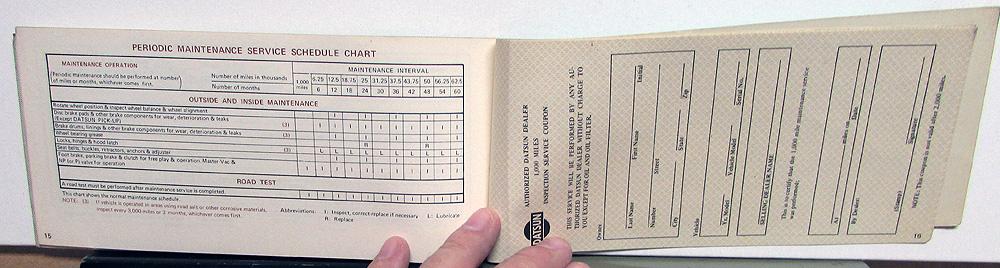 PERIODIC MAINTENANCE SERVICE SCHEDULE CHART
MAINTENANCE OPERATION
MAINTENANCE INTERVAL
(Periodic maintenance should be performed at number
of miles or months, whichever comes first.)
Number of miles in thousands
Number of months
1,000 miles
6.25 12.5 18.75 25 31.25 37.5 43.75 50 56.25 62.5
6 12 18 24 30 36 42 48 54 60
OUTSIDE AND INSIDE MAINTENANCE
Rotate wheel position & inspect wheel balance & wheel alignment
Disc brake pads & other brake components for wear, deterioration & leaks
(Except DATSUN PICK-UP) (3)
Brake drums, linings & other brake components for wear, deterioration & leaks (3)
Wheel bearing grease
Locks, hinges & hood latch (3)
Seat belts, buckles, retractors, anchors & adjuster
Foot brake, parking brake & clutch for free play & operation. Master-Vac &
NP (or P) valve for operation
ROAD TEST
A road test must be performed after maintenance service is completed.
This chart shows the normal maintenance schedule.
NOTE: (3) If vehicle is operated in areas using road salt or other corrosive materials,
inspect every 3,000 miles or 3 months, whichever comes first.
Abbreviations: I: Inspect, correct-replace if necessary L: Lubricate
R: Replace
15
DATSUN
AUTHORIZED DATSUN DEALER
1,000 MILES
INSPECTION SERVICE COUPON
THIS SERVICE WILL BE PERFORMED BY ANY AU-
THORIZED DATSUN DEALER WITHOUT CHARGE TO
YOU EXCEPT FOR OIL AND OIL FILTER.
Owner
Last Name First Name Initial
Number Street
City State Zip
Vehicle
Yr. Model Vehicle Model Serial No.
SELLING DEALER NAME
This is to certify that the 1,000 mile maintenance service
was performed:
At miles on Date
By Dealer:
(Name) Signature
NOTE: This coupon is not valid after 2,000 miles.
16